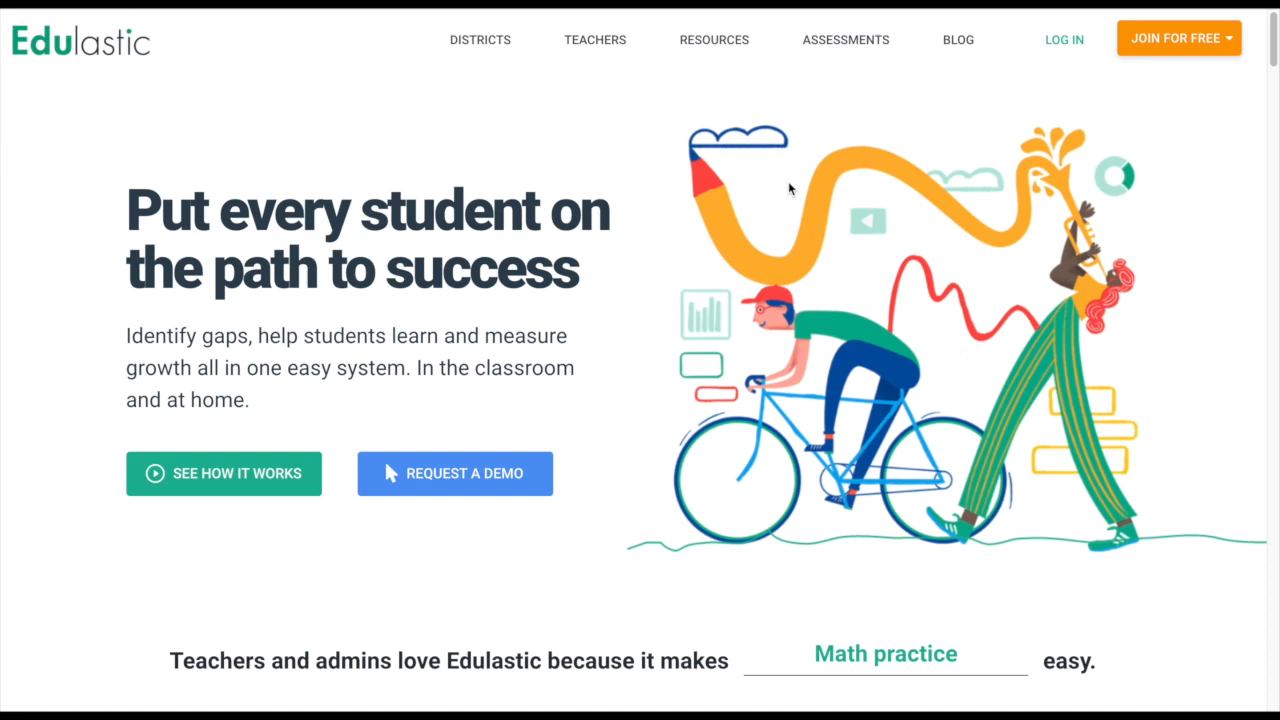 Edulastic
DISTRICTS
TEACHERS
RESOURCES
ASSESSMENTS
BLOG
LOG IN
JOIN FOR FREE
Put every student on
the path to success
Identify gaps, help students learn and measure
growth all in one easy system. In the classroom
and at home.
SEE HOW IT WORKS
REQUEST A DEMO
Teachers and admins love Edulastic because it makes Math practice easy.